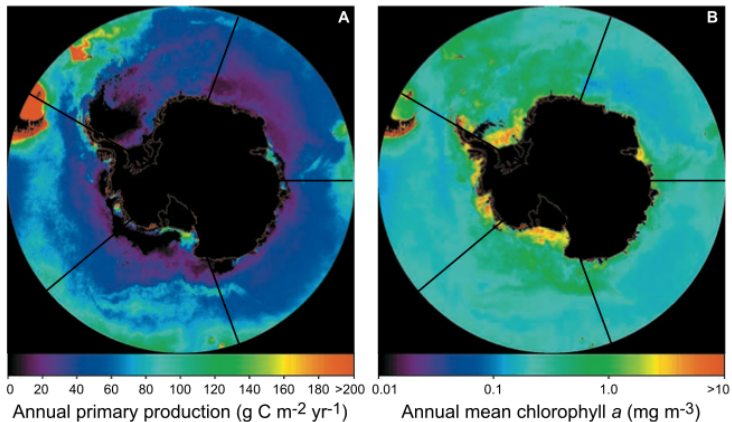 A
B
0 20 40 60 80 100 120 140 160 180 >200
0.01 0.1 1.0 >10
Annual primary production (g C m-2 yr-1)
Annual mean chlorophyll a (mg m-3)